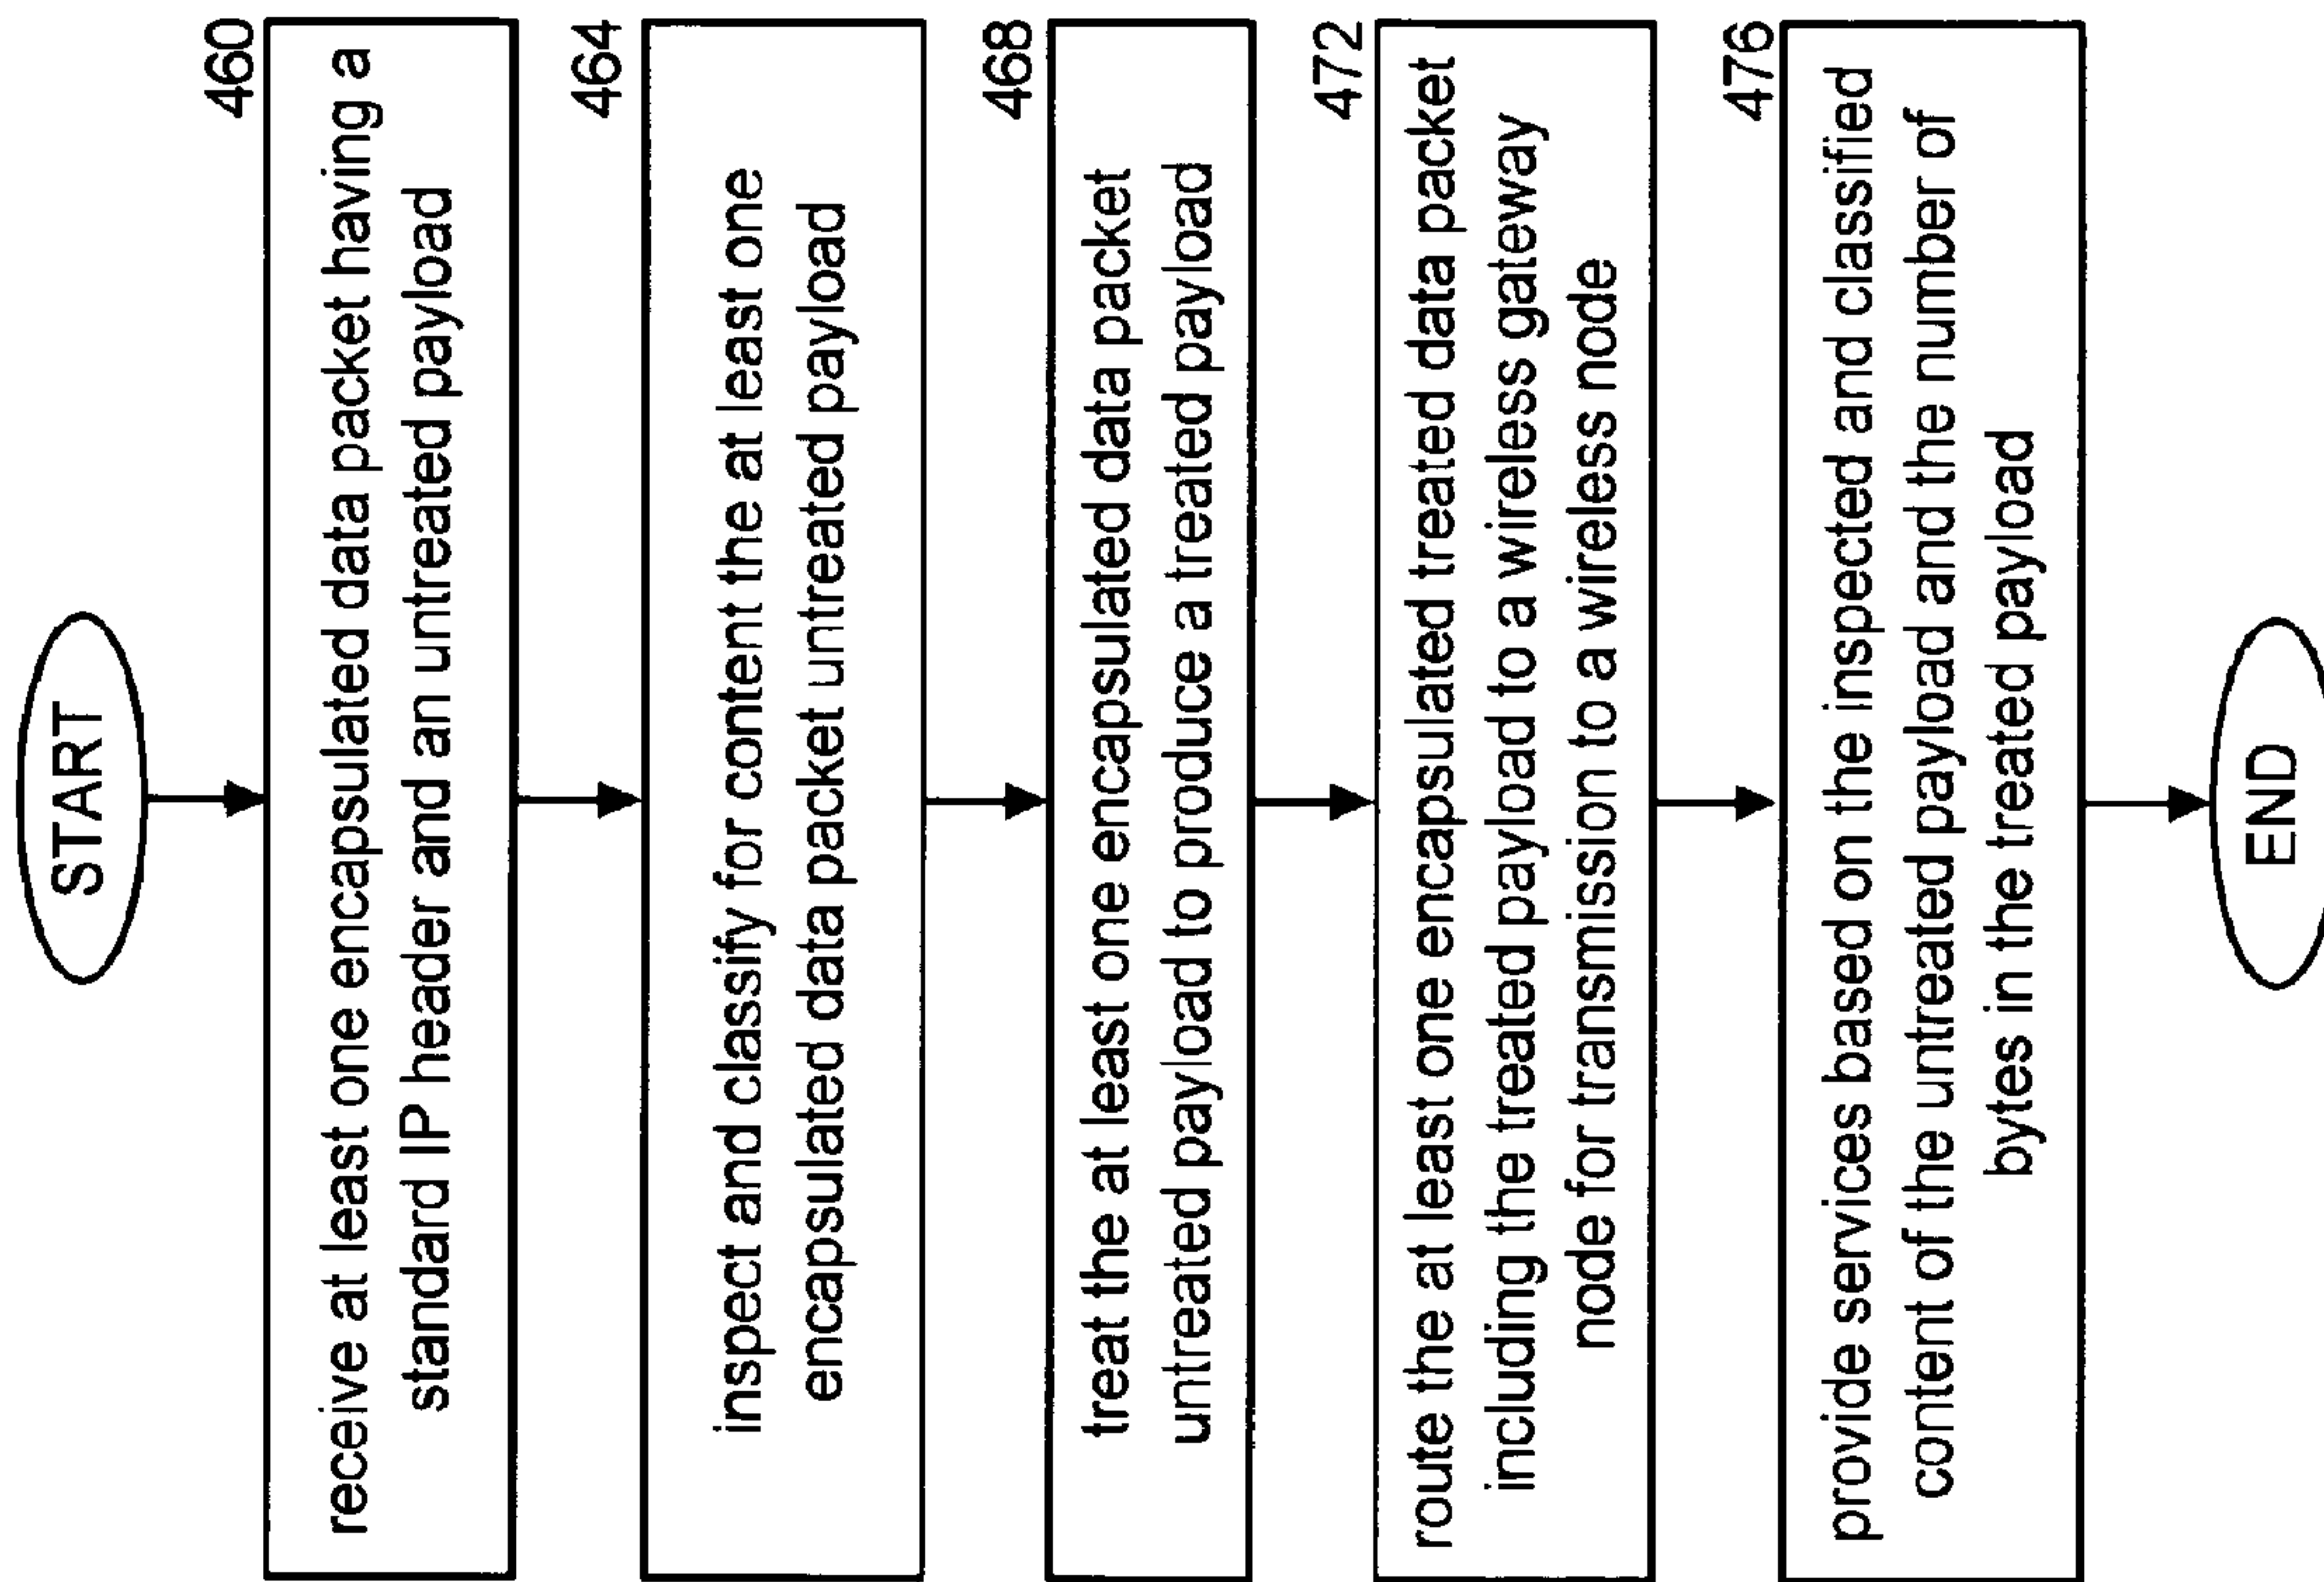 START
460
receive at least one encapsulated data packet having a
standard IP header and an untreated payload
464
inspect and classify for content the at least one
encapsulated data packet untreated payload
468
treat the at least one encapsulated data packet
untreated payload to produce a treated payload
472
route the at least one encapsulated treated data packet
including the treated payload to a wireless gateway
node for transmission to a wireless node
476
provide services based on the inspected and classified
content of the untreated payload and the number of
bytes in the treated payload
END